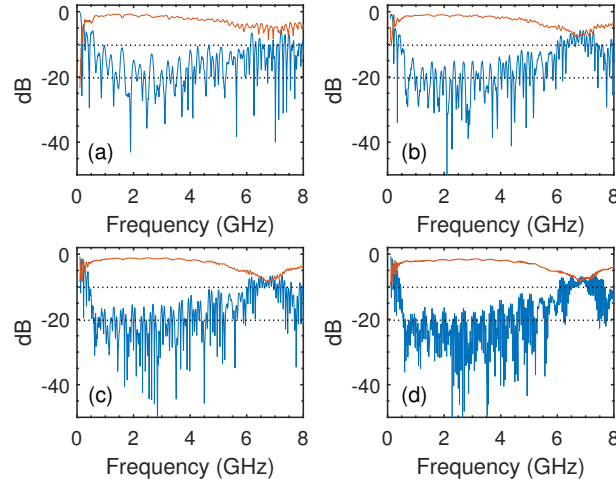 0
-20
-40
dB
(a)
0 2 4 6 8
Frequency (GHz)
0
-20
-40
dB
(b)
0 2 4 6 8
Frequency (GHz)
0
-20
-40
dB
(c)
0 2 4 6 8
Frequency (GHz)
0
-20
-40
dB
(d)
0 2 4 6 8
Frequency (GHz)